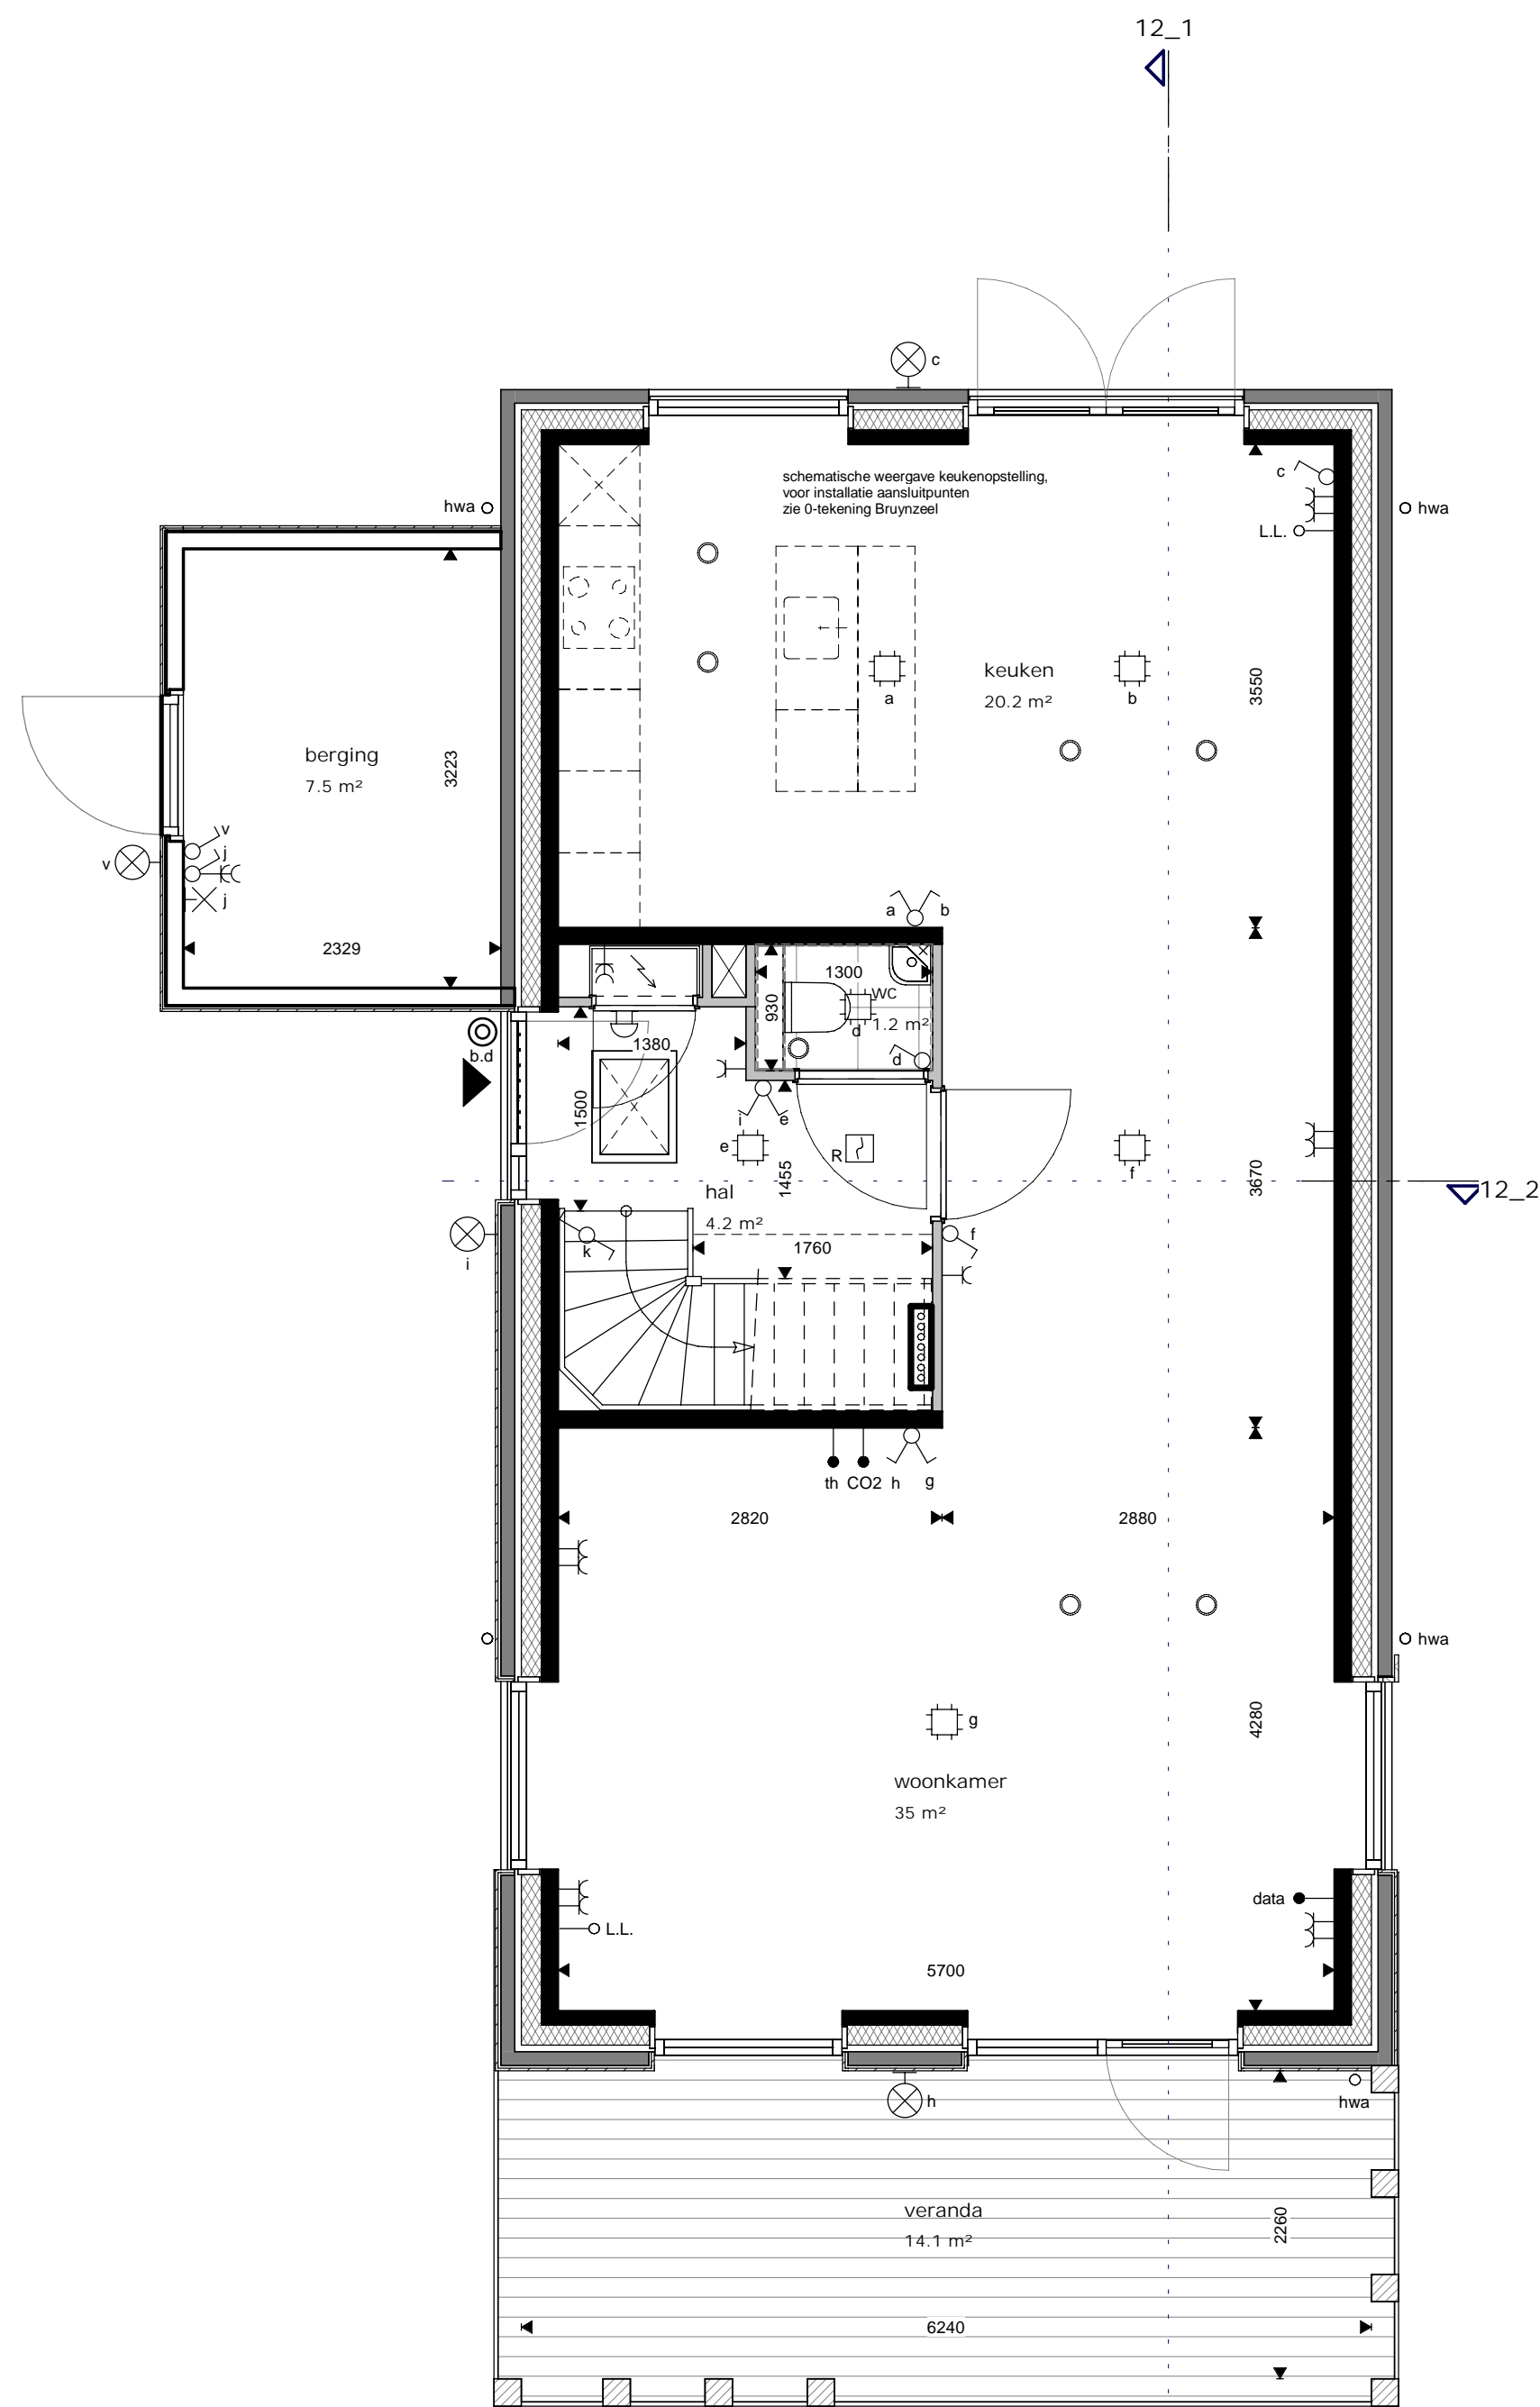 12_1
c
schematische weergave keukenopstelling,
voor installatie aansluitpunten
zie 0-tekening Bruynzeel
c
hwa
hwa
L.L.
keuken
20.2 m²
a
b
3550
berging
7.5 m²
3223
v
j
v
j
a
b
2329
1300
WC
1.2 m²
930
d
d
b.d
1380
1500
i
e
e
R
f
1455
3670
hal
4.2 m²
12_2
k
1760
f
i
th
CO2
h
g
2820
2880
hwa
g
4280
woonkamer
35 m²
data
L.L.
5700
h
hwa
veranda
14.1 m²
2260
6240